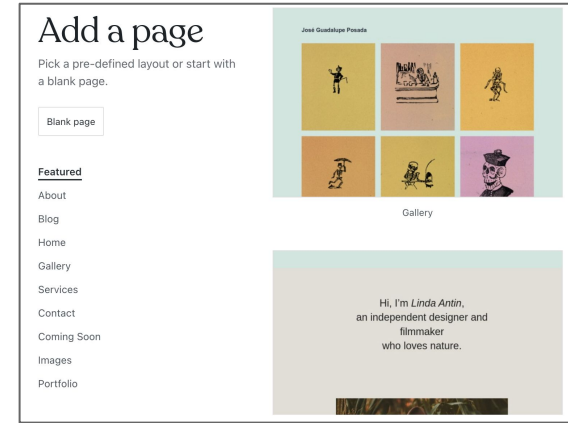 Add a page
Pick a pre-defined layout or start with
a blank page.
Blank page
Featured
About
Blog
Home
Gallery
Services
Contact
Coming Soon
Images
Portfolio
José Guadalupe Posada
Gallery
Hi, I'm Linda Antin,
an independent designer and
filmmaker
who loves nature.